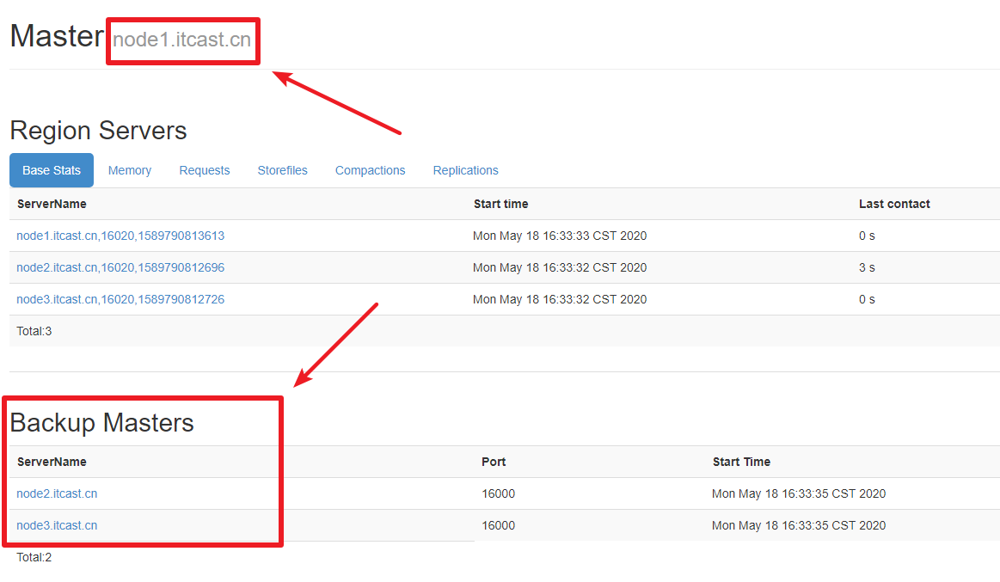 Master node1.itcast.cn
Region Servers
Base Stats Memory Requests Storefiles Compactions Replications
ServerName Start time Last contact
node1.itcast.cn,16020,1589790813613 Mon May 18 16:33:33 CST 2020 0 s
node2.itcast.cn,16020,1589790812696 Mon May 18 16:33:32 CST 2020 3 s
node3.itcast.cn,16020,1589790812726 Mon May 18 16:33:32 CST 2020 0 s
Total:3
Backup Masters
ServerName Port Start Time
node2.itcast.cn 16000 Mon May 18 16:33:35 CST 2020
node3.itcast.cn 16000 Mon May 18 16:33:35 CST 2020
Total:2